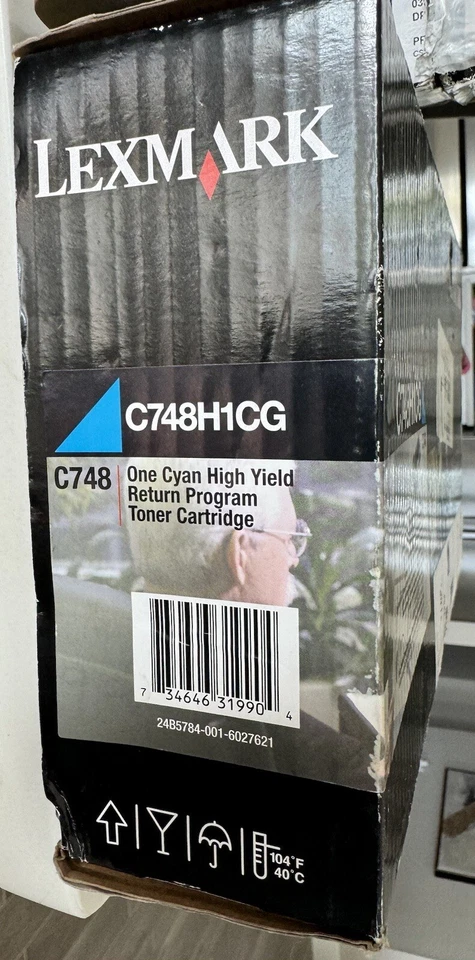 LEXMARK
C748H1CG
C748
One Cyan High Yield
Return Program
Toner Cartridge
7 34646 31990 4
24B5784-001-6027621
104°F
40°C
C748H1CG